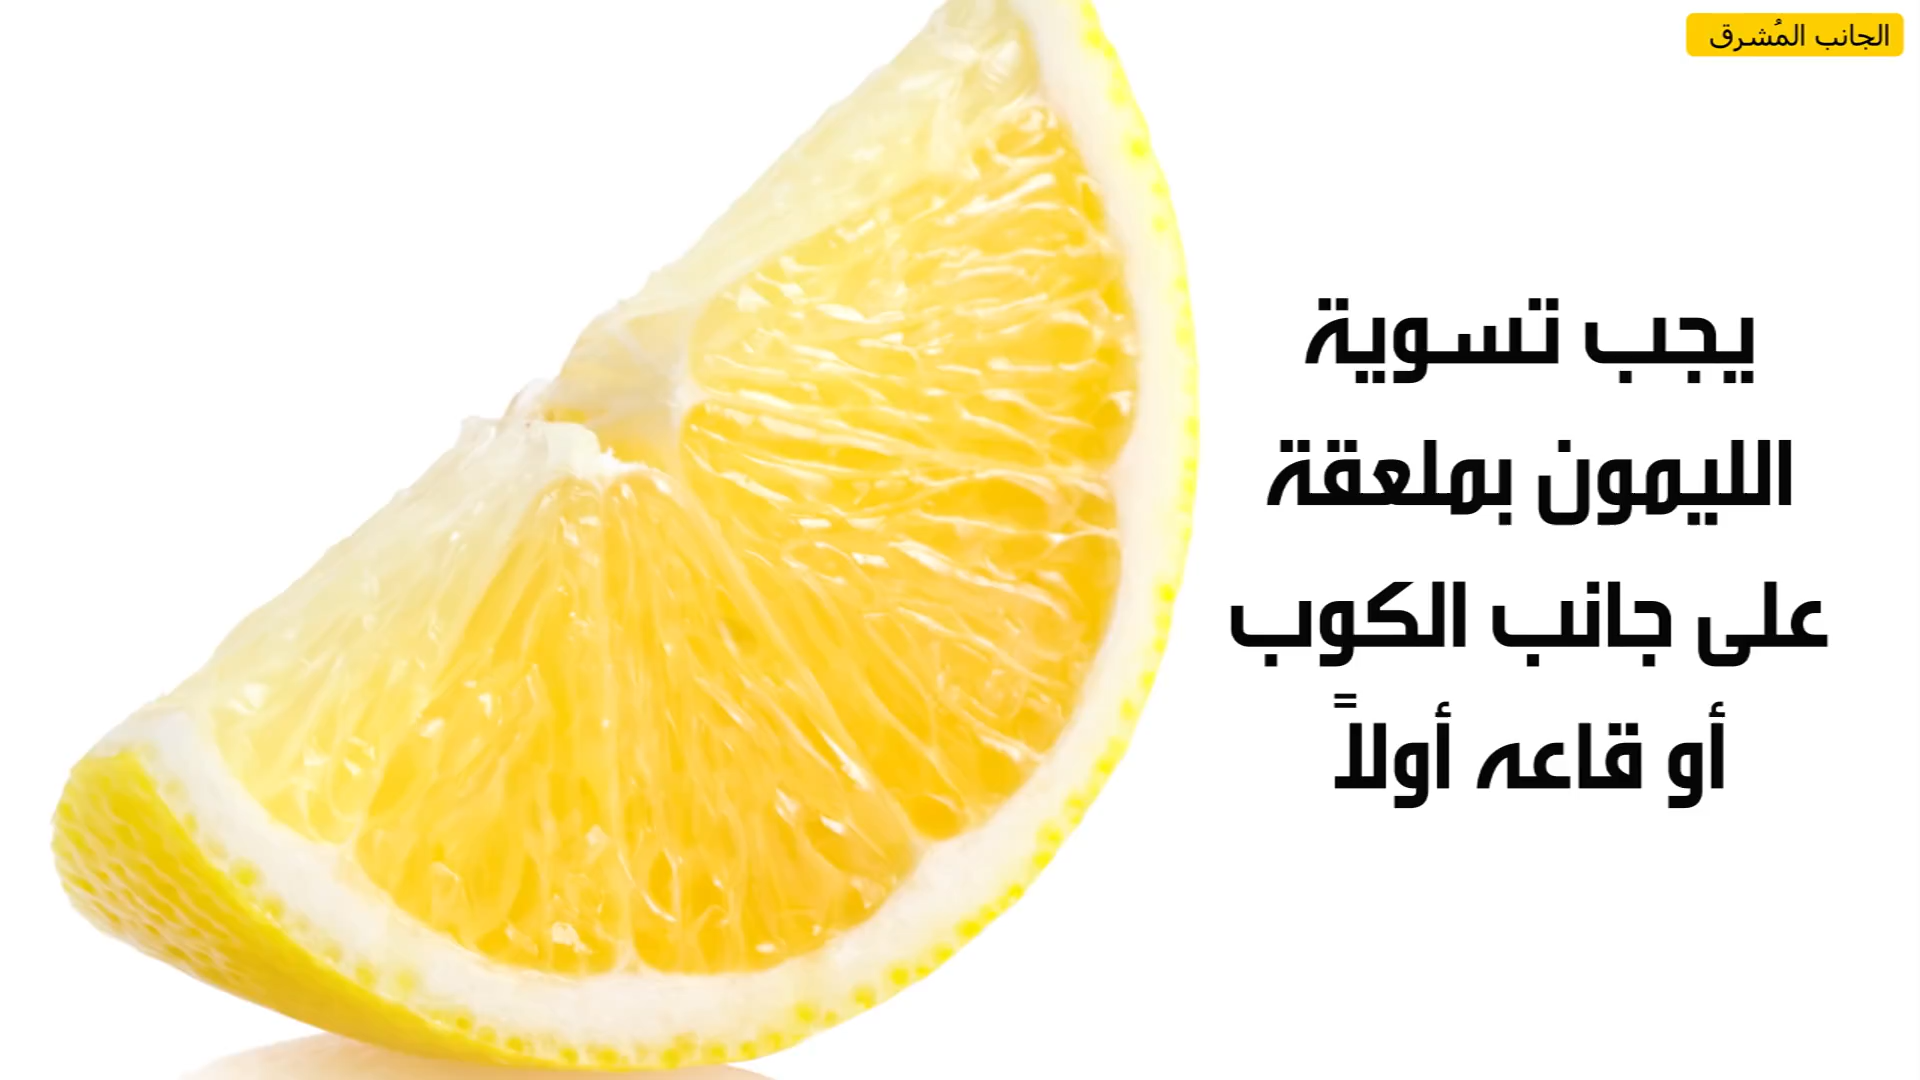 الجانب المُشرق
يجب تسوية
الليمون بملعقة
على جانب الكوب
أو قاعه أولاً